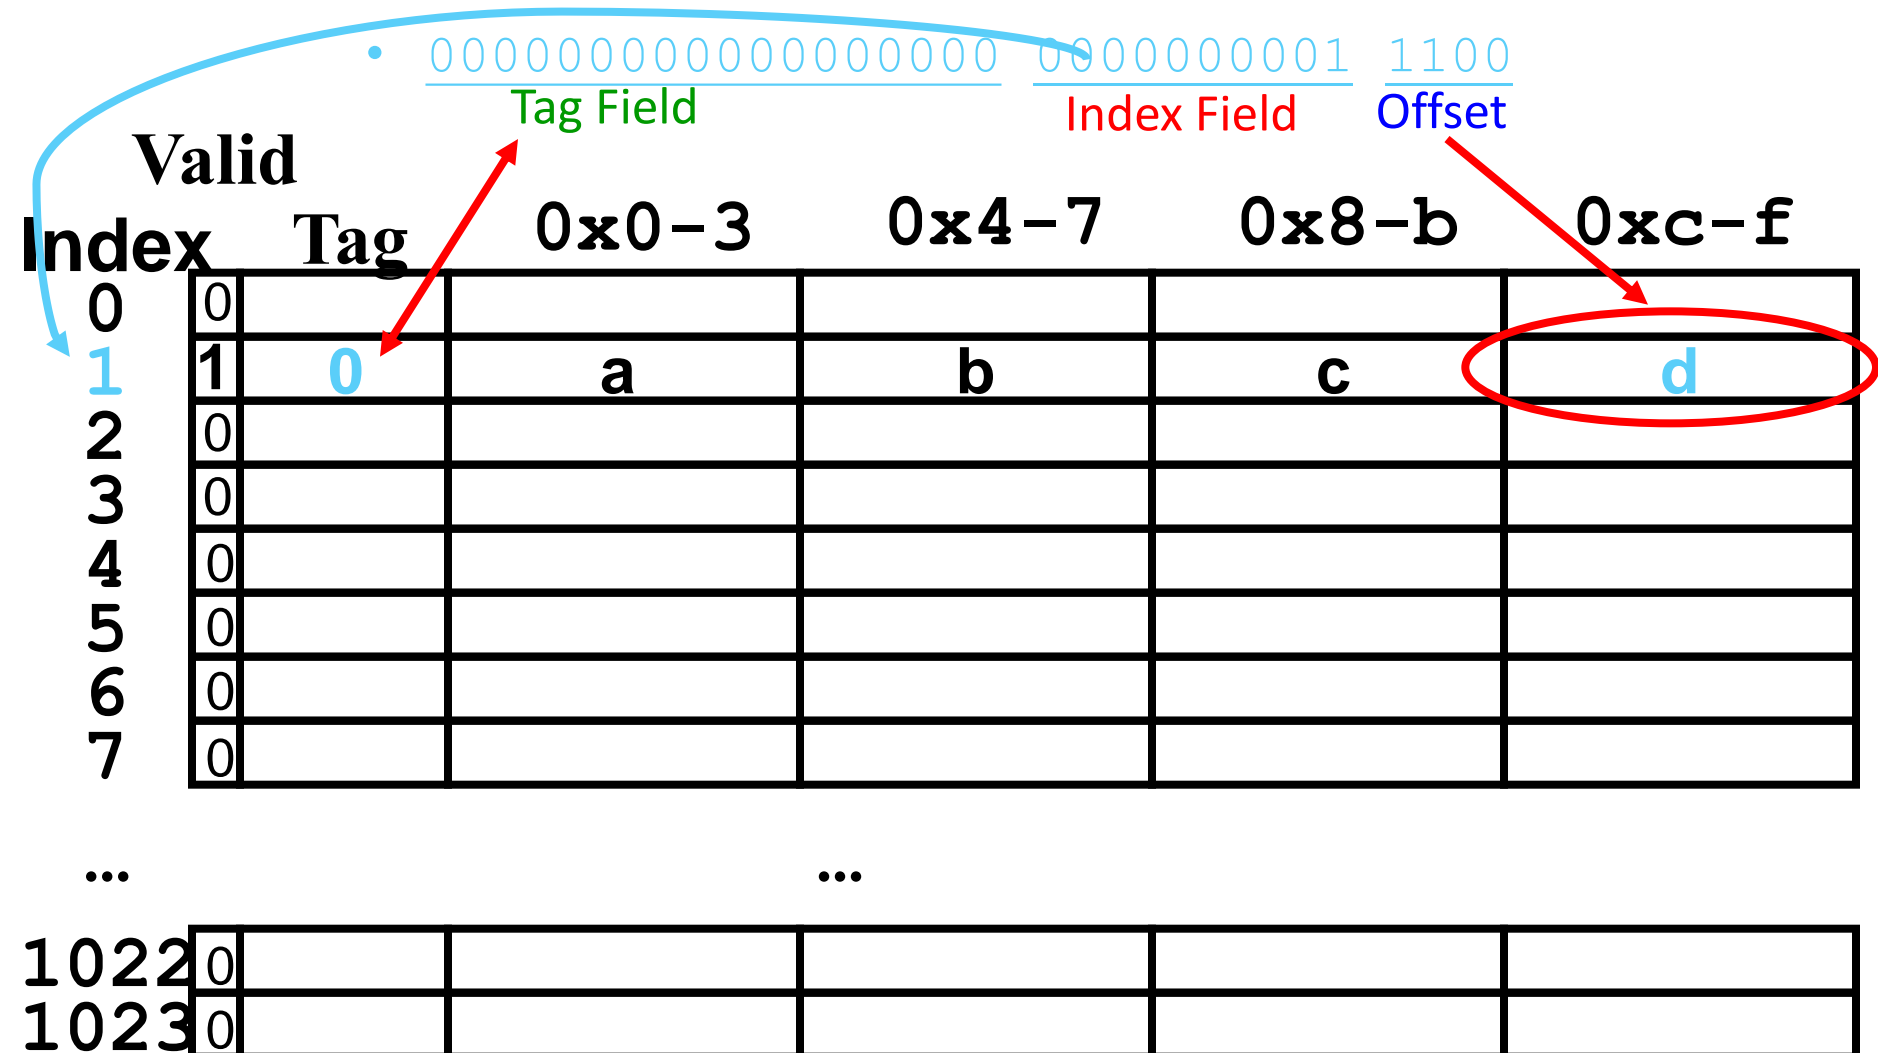 • 000000000000000000 0000000001 1100
Tag Field Index Field Offset
Valid
Index Tag 0x0-3 0x4-7 0x8-b 0xc-f
0 0
1 1 0 a b c d
2 0
3 0
4 0
5 0
6 0
7 0
... ...
1022 0
1023 0